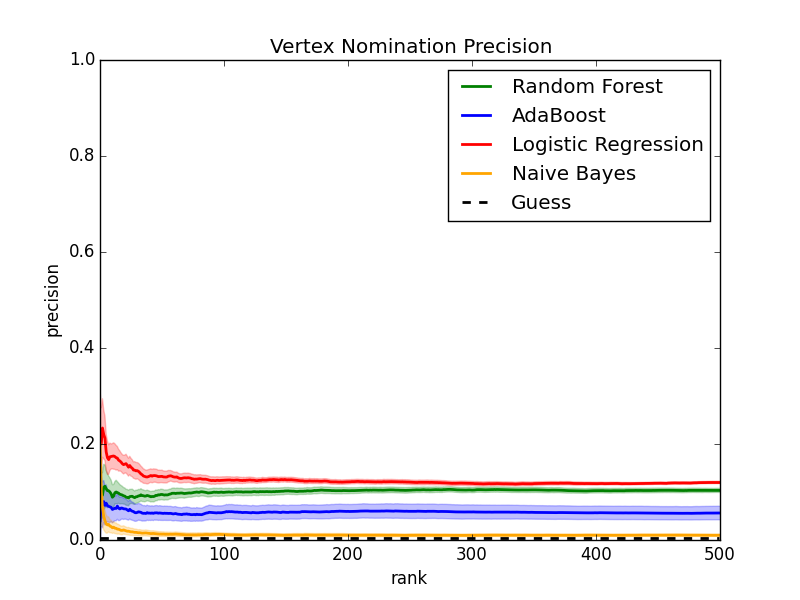 Vertex Nomination Precision
1.0
0.8
0.6
0.4
0.2
0.0
precision
Random Forest
AdaBoost
Logistic Regression
Naive Bayes
Guess
0 100 200 300 400 500
rank